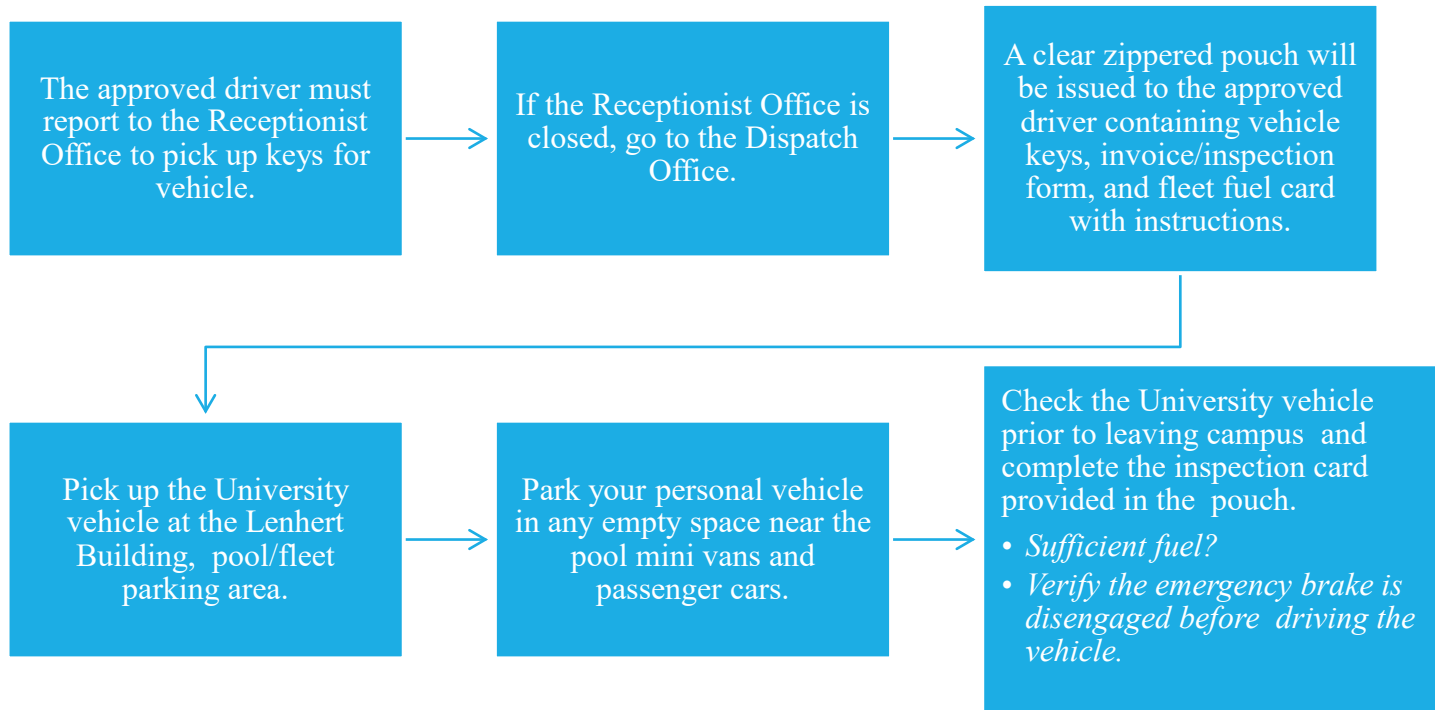 The approved driver must
report to the Receptionist
Office to pick up keys for
vehicle.
If the Receptionist Office is
closed, go to the Dispatch
Office.
A clear zippered pouch will
be issued to the approved
driver containing vehicle
keys, invoice/inspection
form, and fleet fuel card
with instructions.
Pick up the University
vehicle at the Lenhert
Building, pool/fleet
parking area.
Park your personal vehicle
in any empty space near the
pool mini vans and
passenger cars.
Check the University vehicle
prior to leaving campus and
complete the inspection card
provided in the pouch.
• Sufficient fuel?
• Verify the emergency brake is
disengaged before driving the
vehicle.